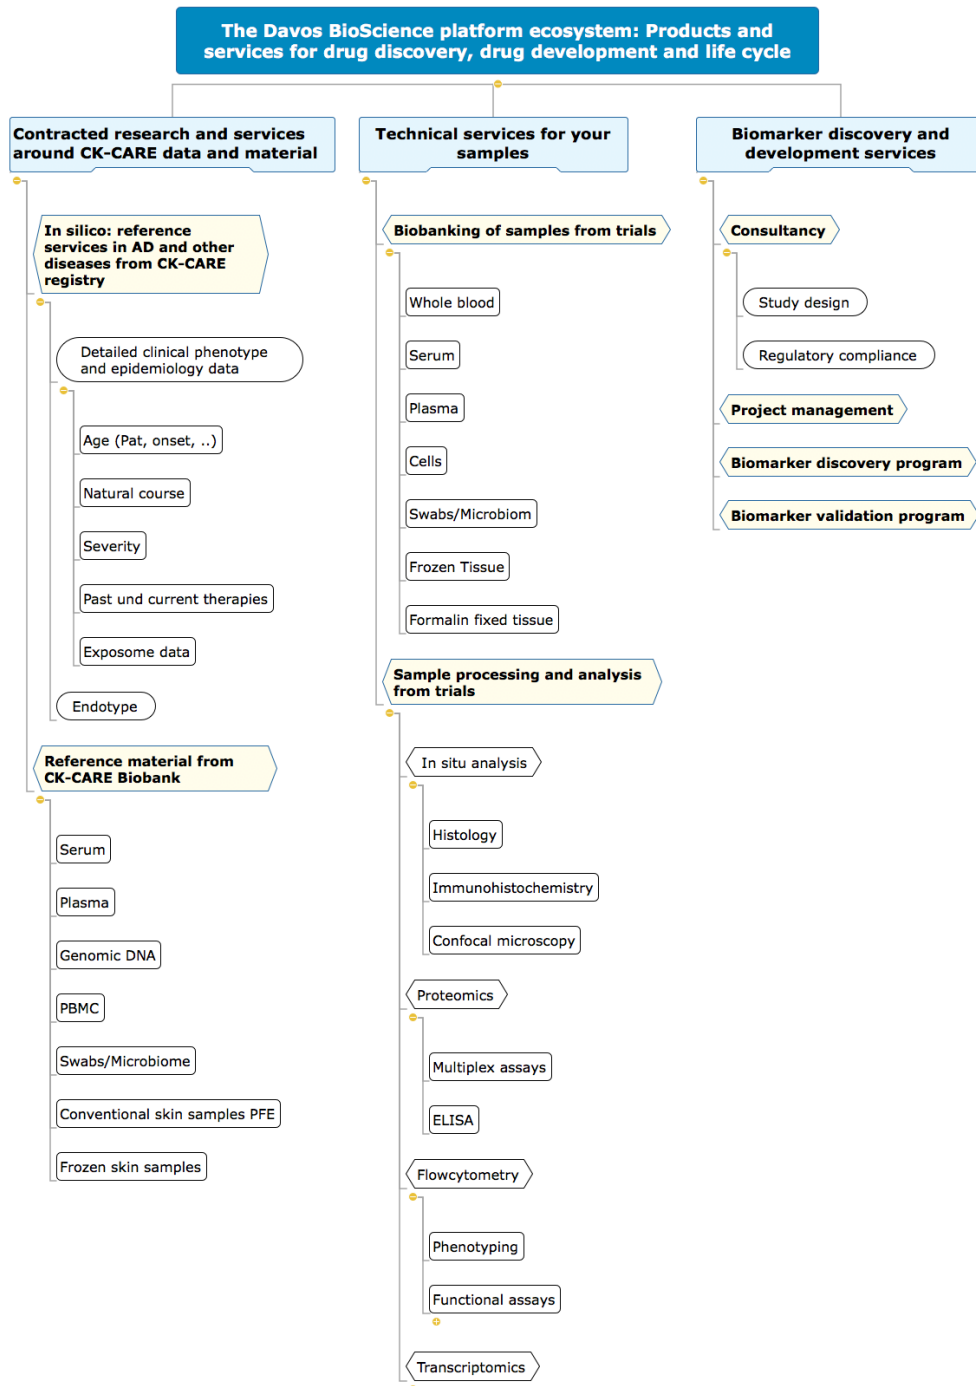 The Davos BioScience platform ecosystem: Products and
services for drug discovery, drug development and life cycle
Contracted research and services
around CK-CARE data and material
In silico: reference
services in AD and other
diseases from CK-CARE
registry
Detailed clinical phenotype
and epidemiology data
Age (Pat, onset, ..)
Natural course
Severity
Past und current therapies
Exposome data
Endotype
Reference material from
CK-CARE Biobank
Serum
Plasma
Genomic DNA
PBMC
Swabs/Microbiome
Conventional skin samples PFE
Frozen skin samples
Technical services for your
samples
Biobanking of samples from trials
Whole blood
Serum
Plasma
Cells
Swabs/Microbiom
Frozen Tissue
Formalin fixed tissue
Sample processing and analysis
from trials
In situ analysis
Histology
Immunohistochemistry
Confocal microscopy
Proteomics
Multiplex assays
ELISA
Flowcytometry
Phenotyping
Functional assays
Transcriptomics
Biomarker discovery and
development services
Consultancy
Study design
Regulatory compliance
Project management
Biomarker discovery program
Biomarker validation program